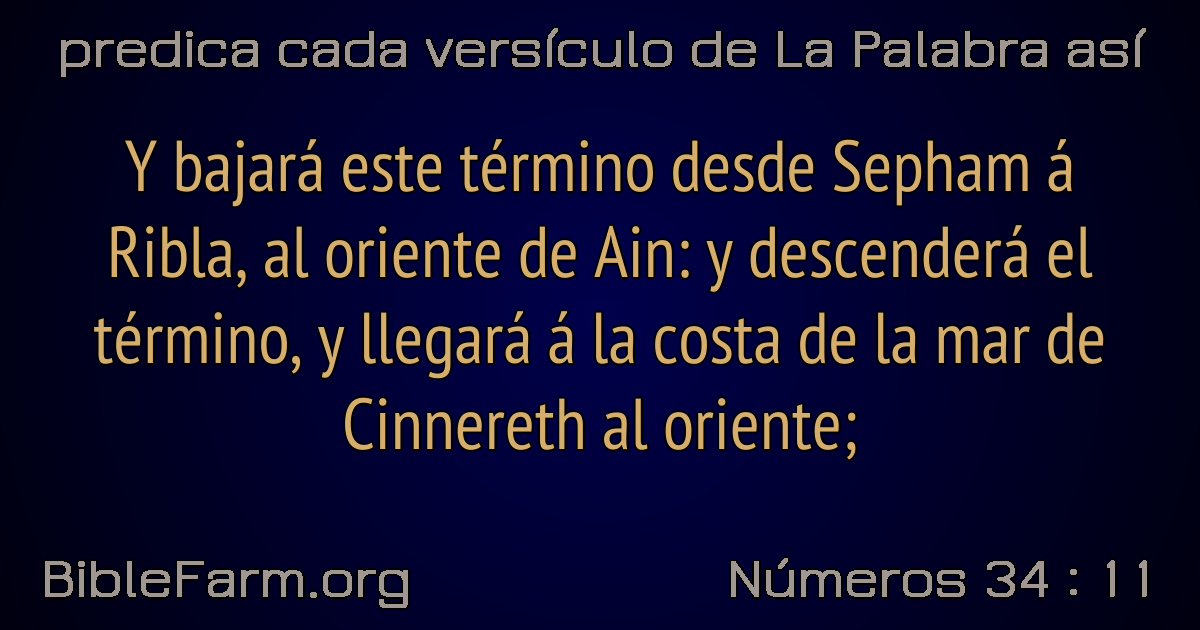 predica cada versículo de La Palabra así
Y bajará este término desde Sepham á
Ribla, al oriente de Ain: y descenderá el
término, y llegará á la costa de la mar de
Cinnereth al oriente;
BibleFarm.org
Números 34 : 11